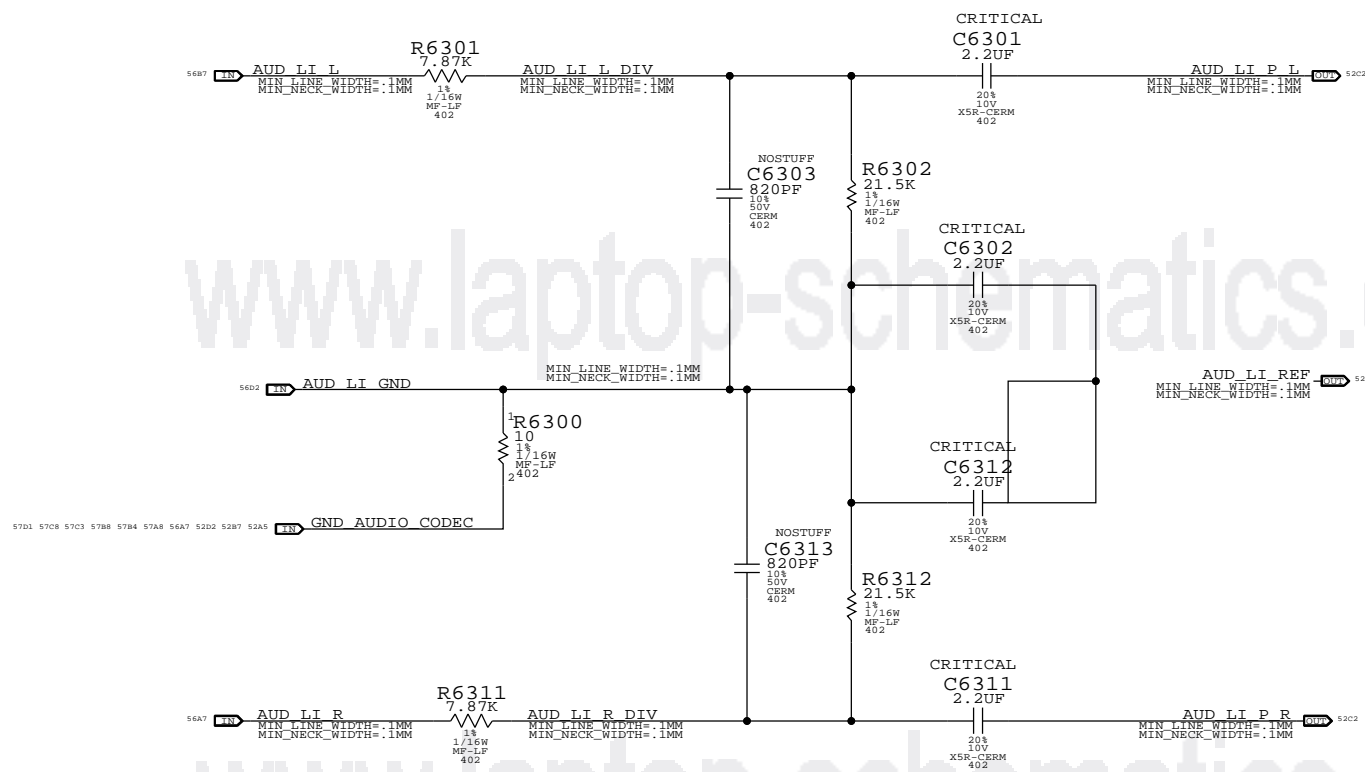 CRITICAL
C6301
2.2UF
20%
10V
X5R-CERM
402
R6301
7.87K
1%
1/16W
MF-LF
402
56B7 IN AUD_LI_L
MIN_LINE_WIDTH=.1MM
MIN_NECK_WIDTH=.1MM
AUD_LI_L_DIV
MIN_LINE_WIDTH=.1MM
MIN_NECK_WIDTH=.1MM
AUD_LI_P_L OUT 52C2
MIN_LINE_WIDTH=.1MM
MIN_NECK_WIDTH=.1MM
NOSTUFF
C6303
820PF
10%
50V
CERM
402
R6302
21.5K
1%
1/16W
MF-LF
402
CRITICAL
C6302
2.2UF
20%
10V
X5R-CERM
402
www.laptop-schematics.
MIN_LINE_WIDTH=.1MM
MIN_NECK_WIDTH=.1MM
56D2 IN AUD_LI_GND
AUD_LI_REF OUT 52
MIN_LINE_WIDTH=.1MM
MIN_NECK_WIDTH=.1MM
1
R6300
10
1%
1/16W
MF-LF
402
2
CRITICAL
C6312
2.2UF
20%
10V
X5R-CERM
402
57D1 57C8 57C3 57B8 57B4 57A8 56A7 52D2 52B7 52A5 IN GND_AUDIO_CODEC
NOSTUFF
C6313
820PF
10%
50V
CERM
402
R6312
21.5K
1%
1/16W
MF-LF
402
CRITICAL
C6311
2.2UF
20%
10V
X5R-CERM
402
R6311
7.87K
1%
1/16W
MF-LF
402
56A7 IN AUD_LI_R
MIN_LINE_WIDTH=.1MM
MIN_NECK_WIDTH=.1MM
AUD_LI_R_DIV
MIN_LINE_WIDTH=.1MM
MIN_NECK_WIDTH=.1MM
AUD_LI_P_R OUT 52C2
MIN_LINE_WIDTH=.1MM
MIN_NECK_WIDTH=.1MM
www.laptop-schematics